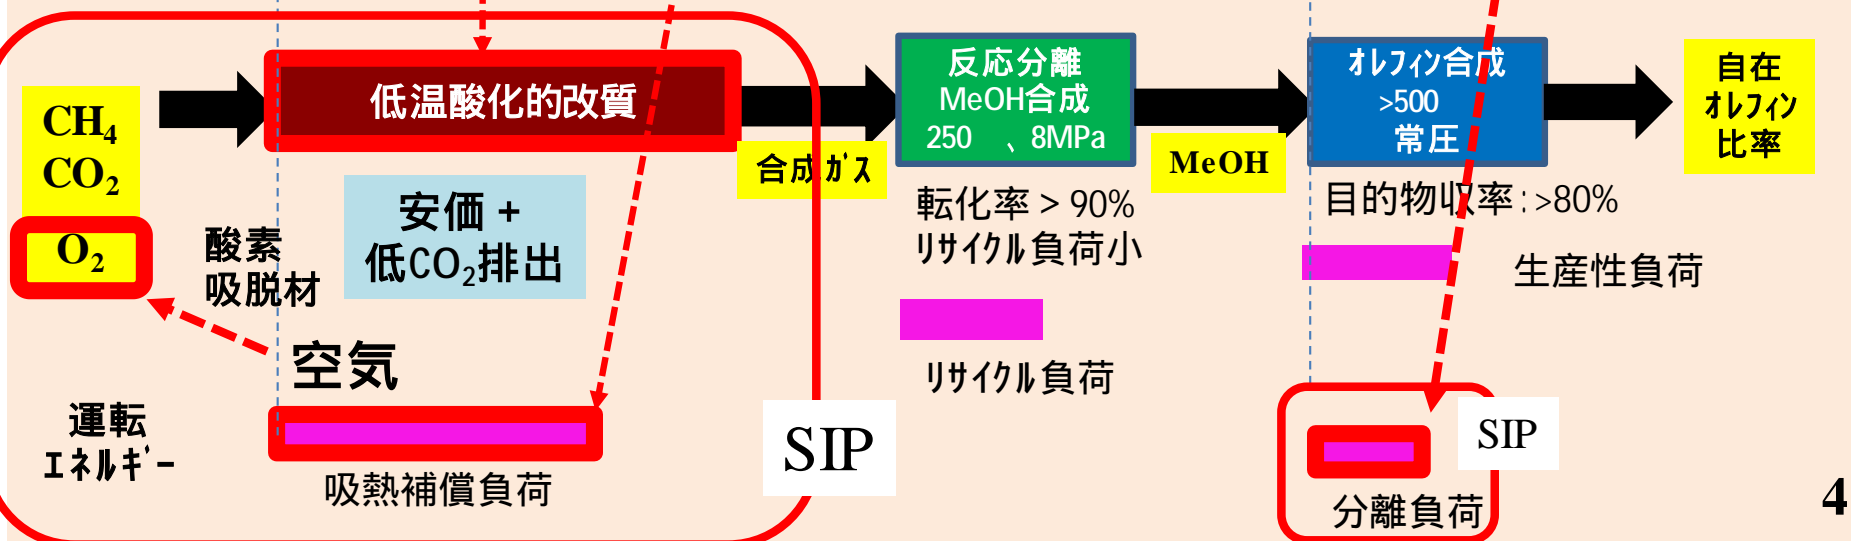 CH4
CO2
O2
酸素
吸脱材
空気
運転
ｴﾈﾙｷﾞｰ
低温酸化的改質
安価 +
低CO2排出
吸熱補償負荷
SIP
合成ｶﾞｽ
反応分離
MeOH合成
250 、8MPa
転化率 > 90%
ﾘｻｲｸﾙ負荷小
ﾘｻｲｸﾙ負荷
MeOH
ｵﾚﾌｨﾝ合成
>500
常圧
目的物収率：>80%
生産性負荷
SIP
分離負荷
自在
ｵﾚﾌｨﾝ
比率
4